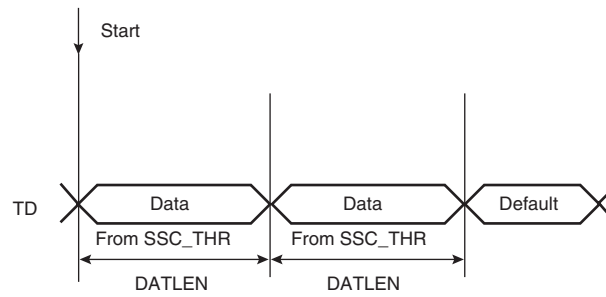 Start
TD Data Data Default
From SSC_THR From SSC_THR
DATLEN DATLEN